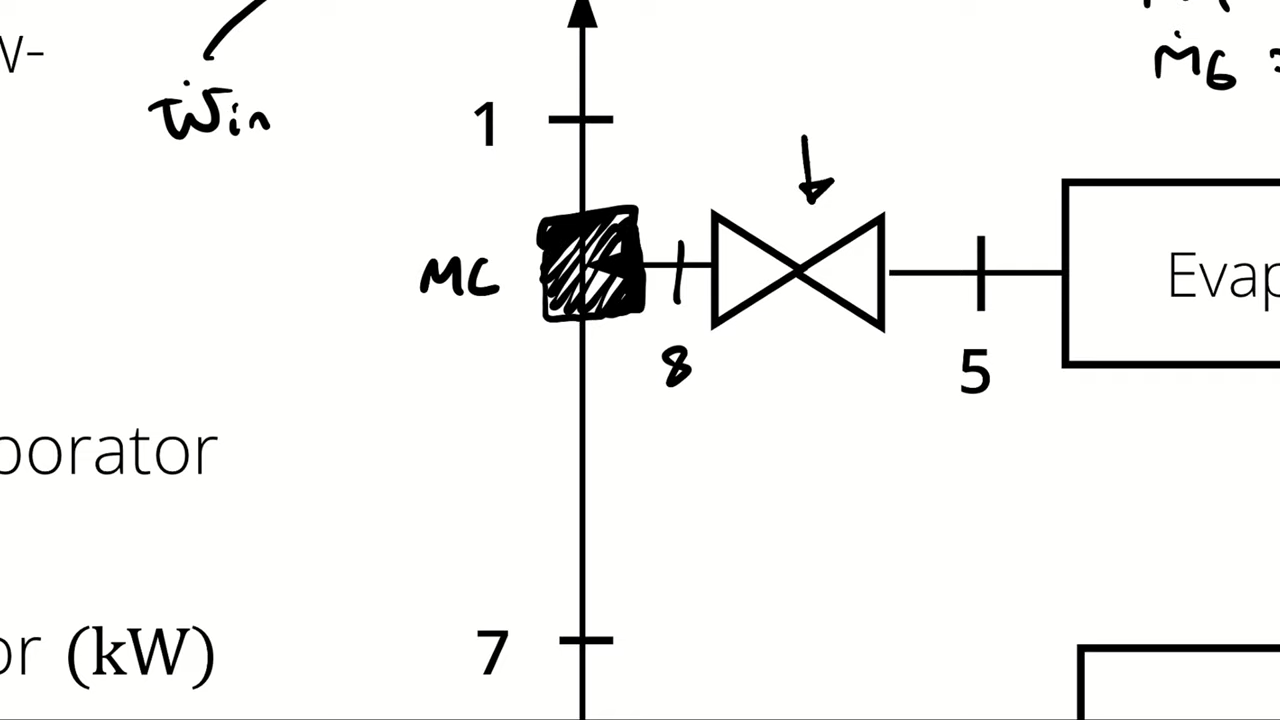 w-
Ẇin
1
ṁ6 =
MC
8
5
Evap
porator
or (kW)
7